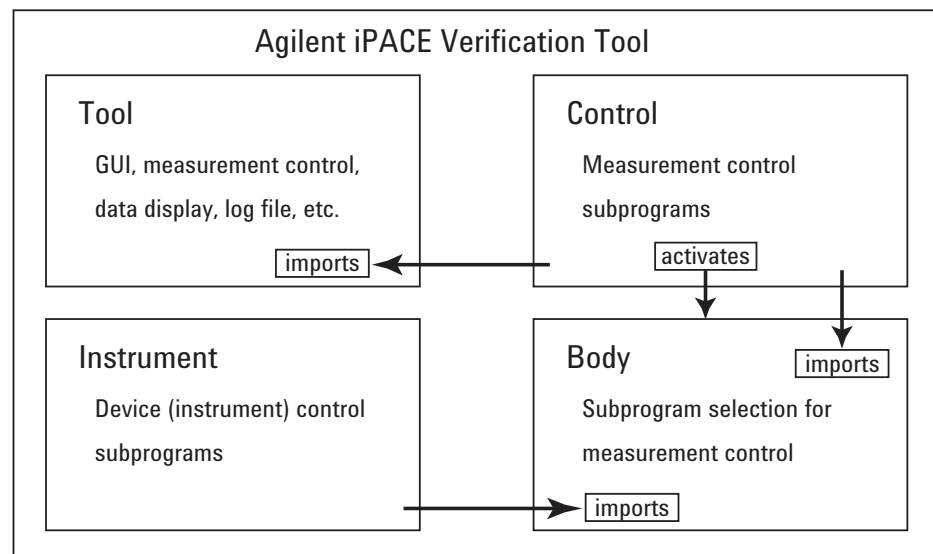 Agilent iPACE Verification Tool
Tool
GUI, measurement control,
data display, log file, etc.
imports
Control
Measurement control
subprograms
activates
Instrument
Device (instrument) control
subprograms
Body
imports
Subprogram selection for
measurement control
imports